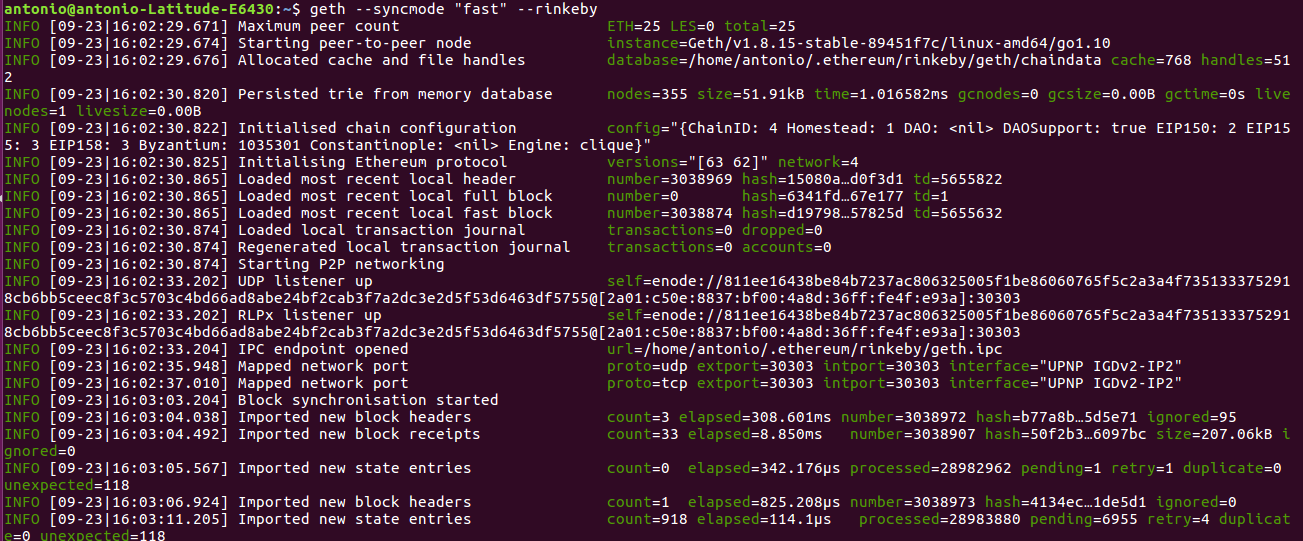 antonio@antonio-Latitude-E6430:~$ geth --syncmode "fast" --rinkeby
INFO [09-23|16:02:29.671] Maximum peer count                       ETH=25 LES=0 total=25
INFO [09-23|16:02:29.674] Starting peer-to-peer node               instance=Geth/v1.8.15-stable-89451f7c/linux-amd64/go1.10
INFO [09-23|16:02:29.676] Allocated cache and file handles         database=/home/antonio/.ethereum/rinkeby/geth/chaindata cache=768 handles=51
2
INFO [09-23|16:02:30.820] Persisted trie from memory database      nodes=355 size=51.91kB time=1.016582ms gcnodes=0 gcsize=0.00B gctime=0s live
nodes=1 livesize=0.00B
INFO [09-23|16:02:30.822] Initialised chain configuration          config="{ChainID: 4 Homestead: 1 DAO: <nil> DAOSupport: true EIP150: 2 EIP15
5: 3 EIP158: 3 Byzantium: 1035301 Constantinople: <nil> Engine: clique}"
INFO [09-23|16:02:30.825] Initialising Ethereum protocol           versions="[63 62]" network=4
INFO [09-23|16:02:30.865] Loaded most recent local header          number=3038969 hash=15080a…d0f3d1 td=5655822
INFO [09-23|16:02:30.865] Loaded most recent local full block      number=0       hash=6341fd…67e177 td=1
INFO [09-23|16:02:30.865] Loaded most recent local fast block      number=3038874 hash=d19798…57825d td=5655632
INFO [09-23|16:02:30.874] Loaded local transaction journal         transactions=0 dropped=0
INFO [09-23|16:02:30.874] Regenerated local transaction journal    transactions=0 accounts=0
INFO [09-23|16:02:30.874] Starting P2P networking
INFO [09-23|16:02:33.202] UDP listener up                          self=enode://811ee16438be84b7237ac806325005f1be86060765f5c2a3a4f735133375291
8cb6bb5ceec8f3c5703c4bd66ad8abe24bf2cab3f7a2dc3e2d5f53d6463df5755@[2a01:c50e:8837:bf00:4a8d:36ff:fe4f:e93a]:30303
INFO [09-23|16:02:33.202] RLPx listener up                         self=enode://811ee16438be84b7237ac806325005f1be86060765f5c2a3a4f735133375291
8cb6bb5ceec8f3c5703c4bd66ad8abe24bf2cab3f7a2dc3e2d5f53d6463df5755@[2a01:c50e:8837:bf00:4a8d:36ff:fe4f:e93a]:30303
INFO [09-23|16:02:33.204] IPC endpoint opened                      url=/home/antonio/.ethereum/rinkeby/geth.ipc
INFO [09-23|16:02:35.948] Mapped network port                      proto=udp extport=30303 intport=30303 interface="UPNP IGDv2-IP2"
INFO [09-23|16:02:37.010] Mapped network port                      proto=tcp extport=30303 intport=30303 interface="UPNP IGDv2-IP2"
INFO [09-23|16:03:03.204] Block synchronisation started
INFO [09-23|16:03:04.038] Imported new block headers               count=3 elapsed=308.601ms number=3038972 hash=b77a8b…5d5e71 ignored=95
INFO [09-23|16:03:04.492] Imported new block receipts              count=33 elapsed=8.850ms   number=3038907 hash=50f2b3…6097bc size=207.06kB i
gnored=0
INFO [09-23|16:03:05.567] Imported new state entries               count=0  elapsed=342.176µs processed=28982962 pending=1 retry=1 duplicate=0
unexpected=118
INFO [09-23|16:03:06.924] Imported new block headers               count=1  elapsed=825.208µs number=3038973 hash=4134ec…1de5d1 ignored=0
INFO [09-23|16:03:11.205] Imported new state entries               count=918 elapsed=114.1µs   processed=28983880 pending=6955 retry=4 duplicat
e=0 unexpected=118